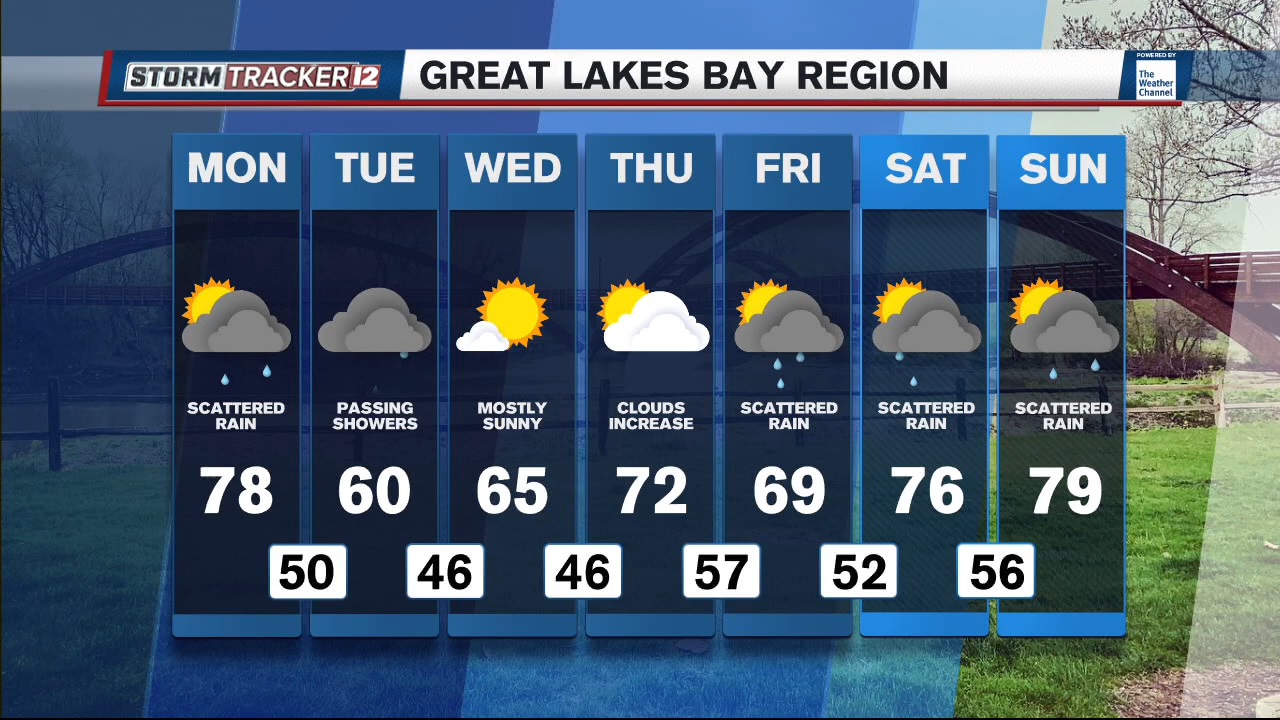 STORMTRACKER12
GREAT LAKES BAY REGION
POWERED BY
The
Weather
Channel
MON
TUE
WED
THU
FRI
SAT
SUN
SCATTERED
RAIN
PASSING
SHOWERS
MOSTLY
SUNNY
CLOUDS
INCREASE
SCATTERED
RAIN
SCATTERED
RAIN
SCATTERED
RAIN
78
60
65
72
69
76
79
50
46
46
57
52
56